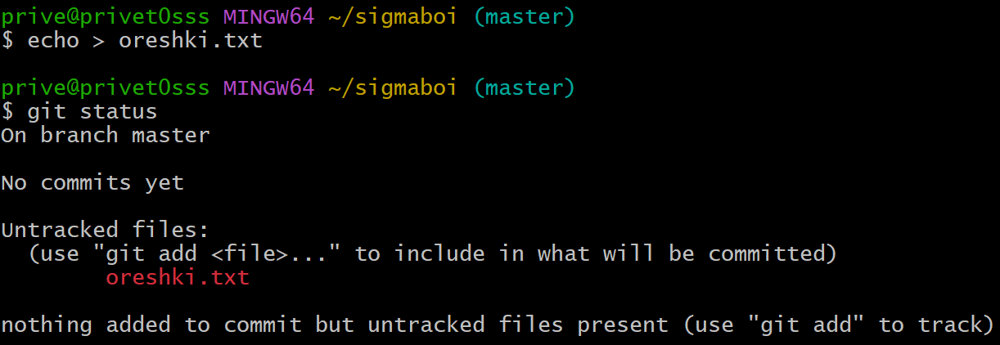 prive@privet0sss MINGW64 ~/sigmaboi (master)
$ echo > oreshki.txt
prive@privet0sss MINGW64 ~/sigmaboi (master)
$ git status
On branch master
No commits yet
Untracked files:
  (use "git add <file>..." to include in what will be committed)
        oreshki.txt
nothing added to commit but untracked files present (use "git add" to track)